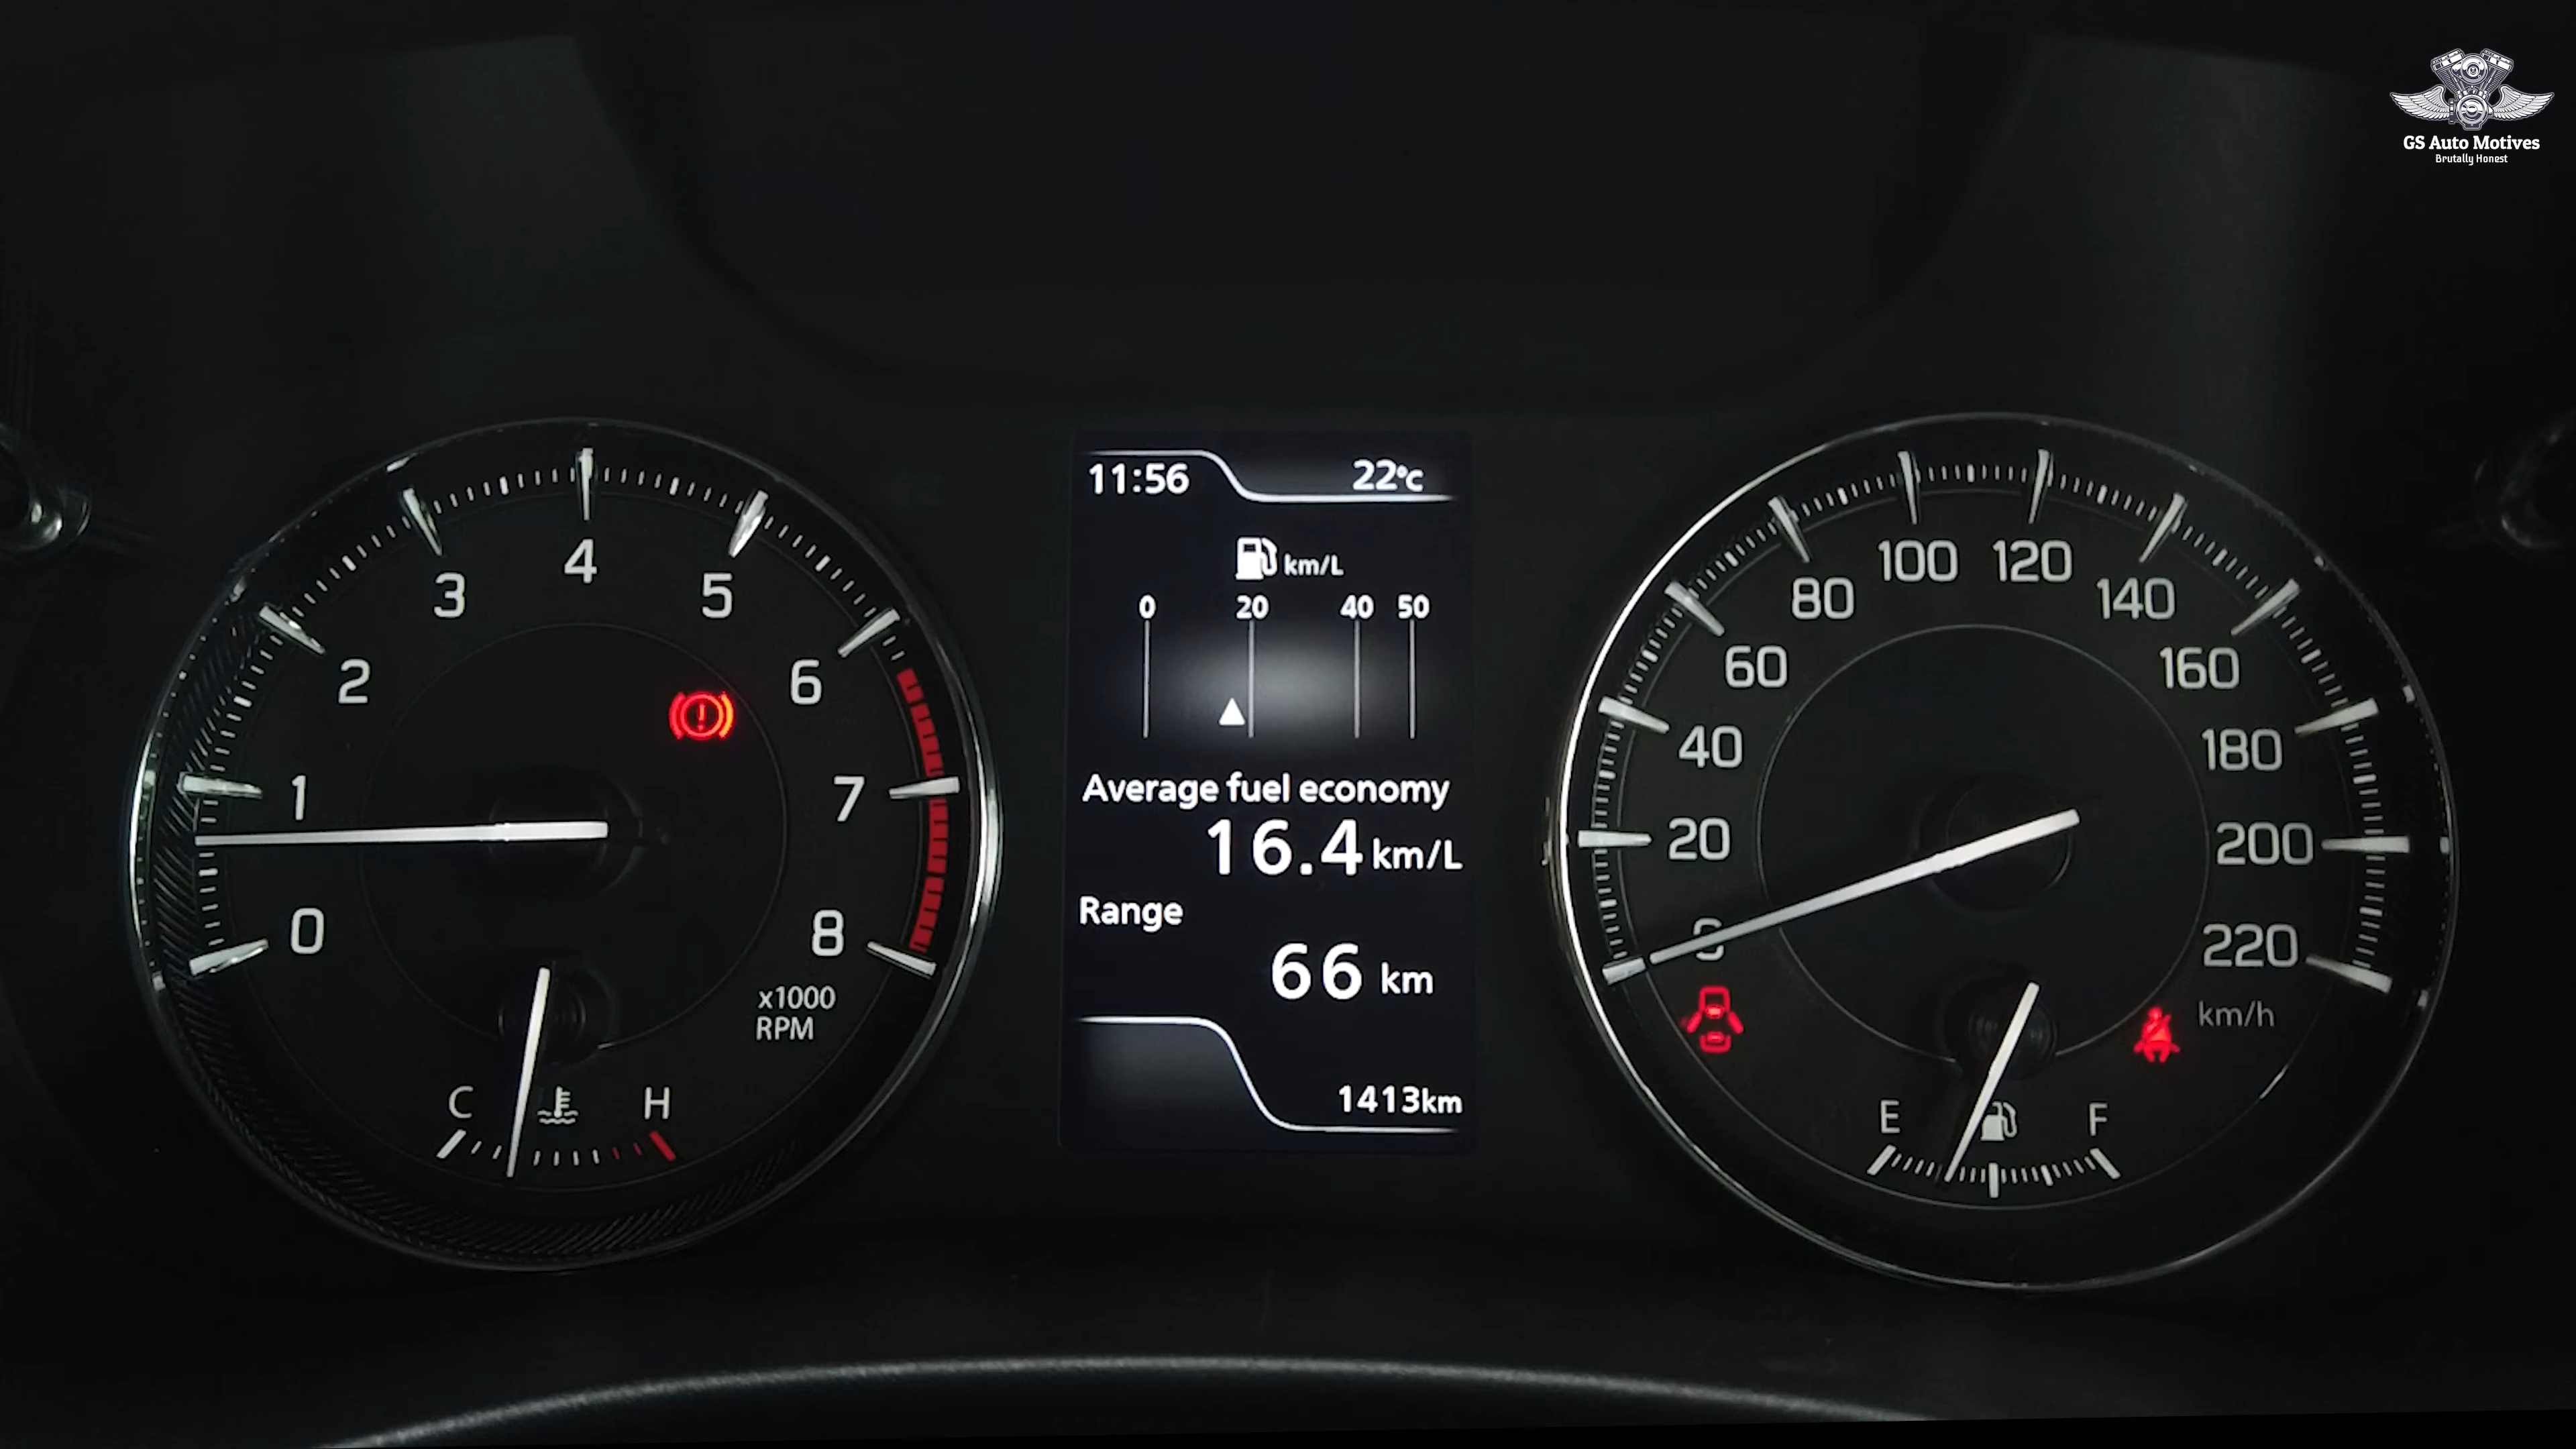 GS Auto Motives
Brutally Honest
0
1
2
3
4
5
6
7
8
x1000
RPM
C
H
11:56 22°C
km/L
0 20 40 50
Average fuel economy
16.4 km/L
Range
66 km
1413km
0
20
40
60
80
100
120
140
160
180
200
220
km/h
E
F